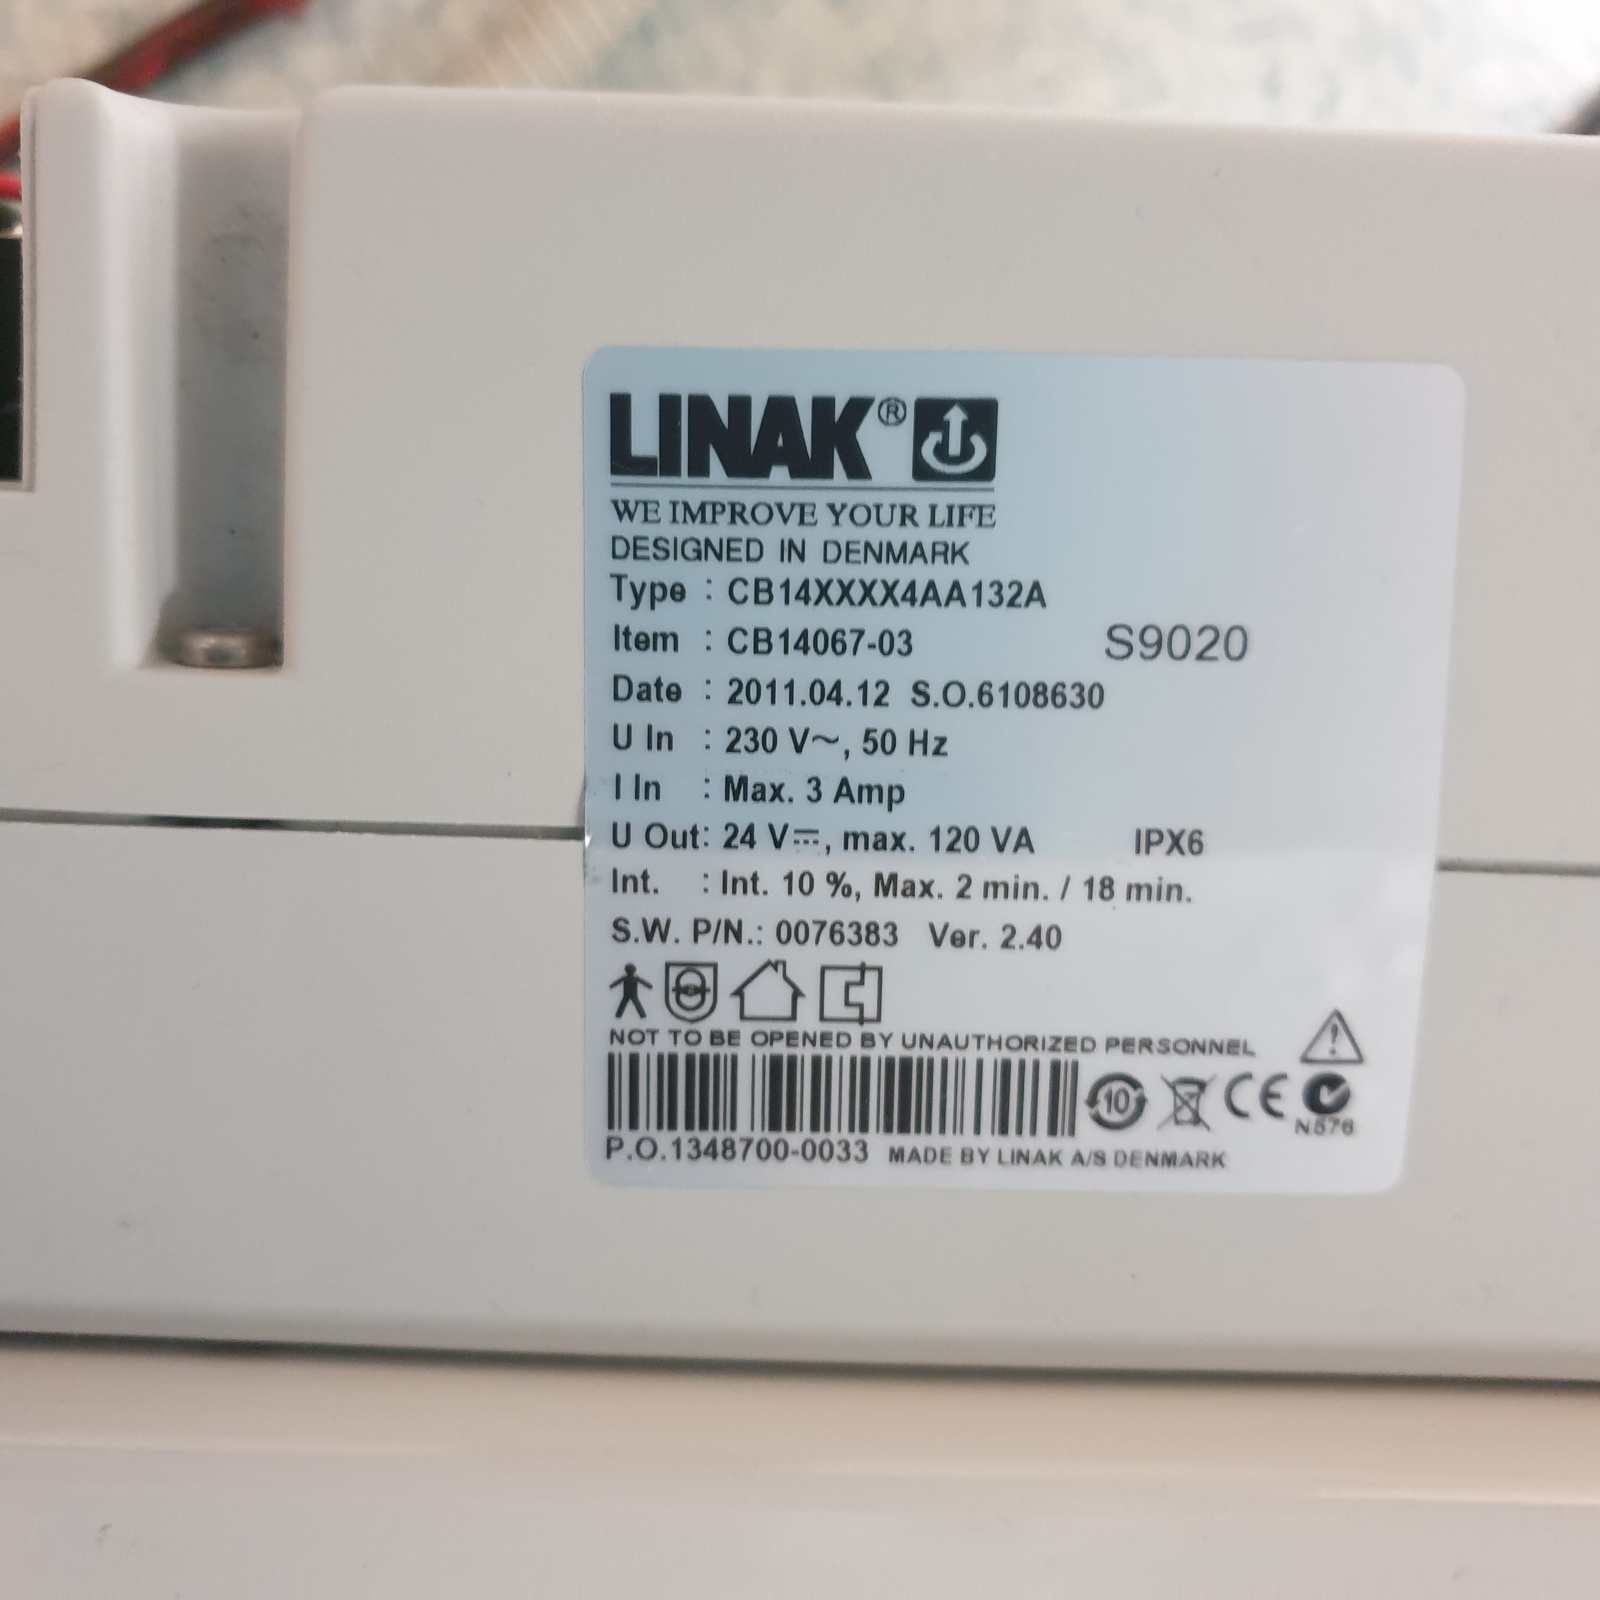 LINAK®
WE IMPROVE YOUR LIFE
DESIGNED IN DENMARK
Type : CB14XXXX4AA132A
Item : CB14067-03 S9020
Date : 2011.04.12 S.O.6108630
U In : 230 V~, 50 Hz
I In : Max. 3 Amp
U Out: 24 V⎓, max. 120 VA IPX6
Int. : Int. 10 %, Max. 2 min. / 18 min.
S.W. P/N.: 0076383 Ver. 2.40
NOT TO BE OPENED BY UNAUTHORIZED PERSONNEL
10 CE
N576
P.O.1348700-0033 MADE BY LINAK A/S DENMARK